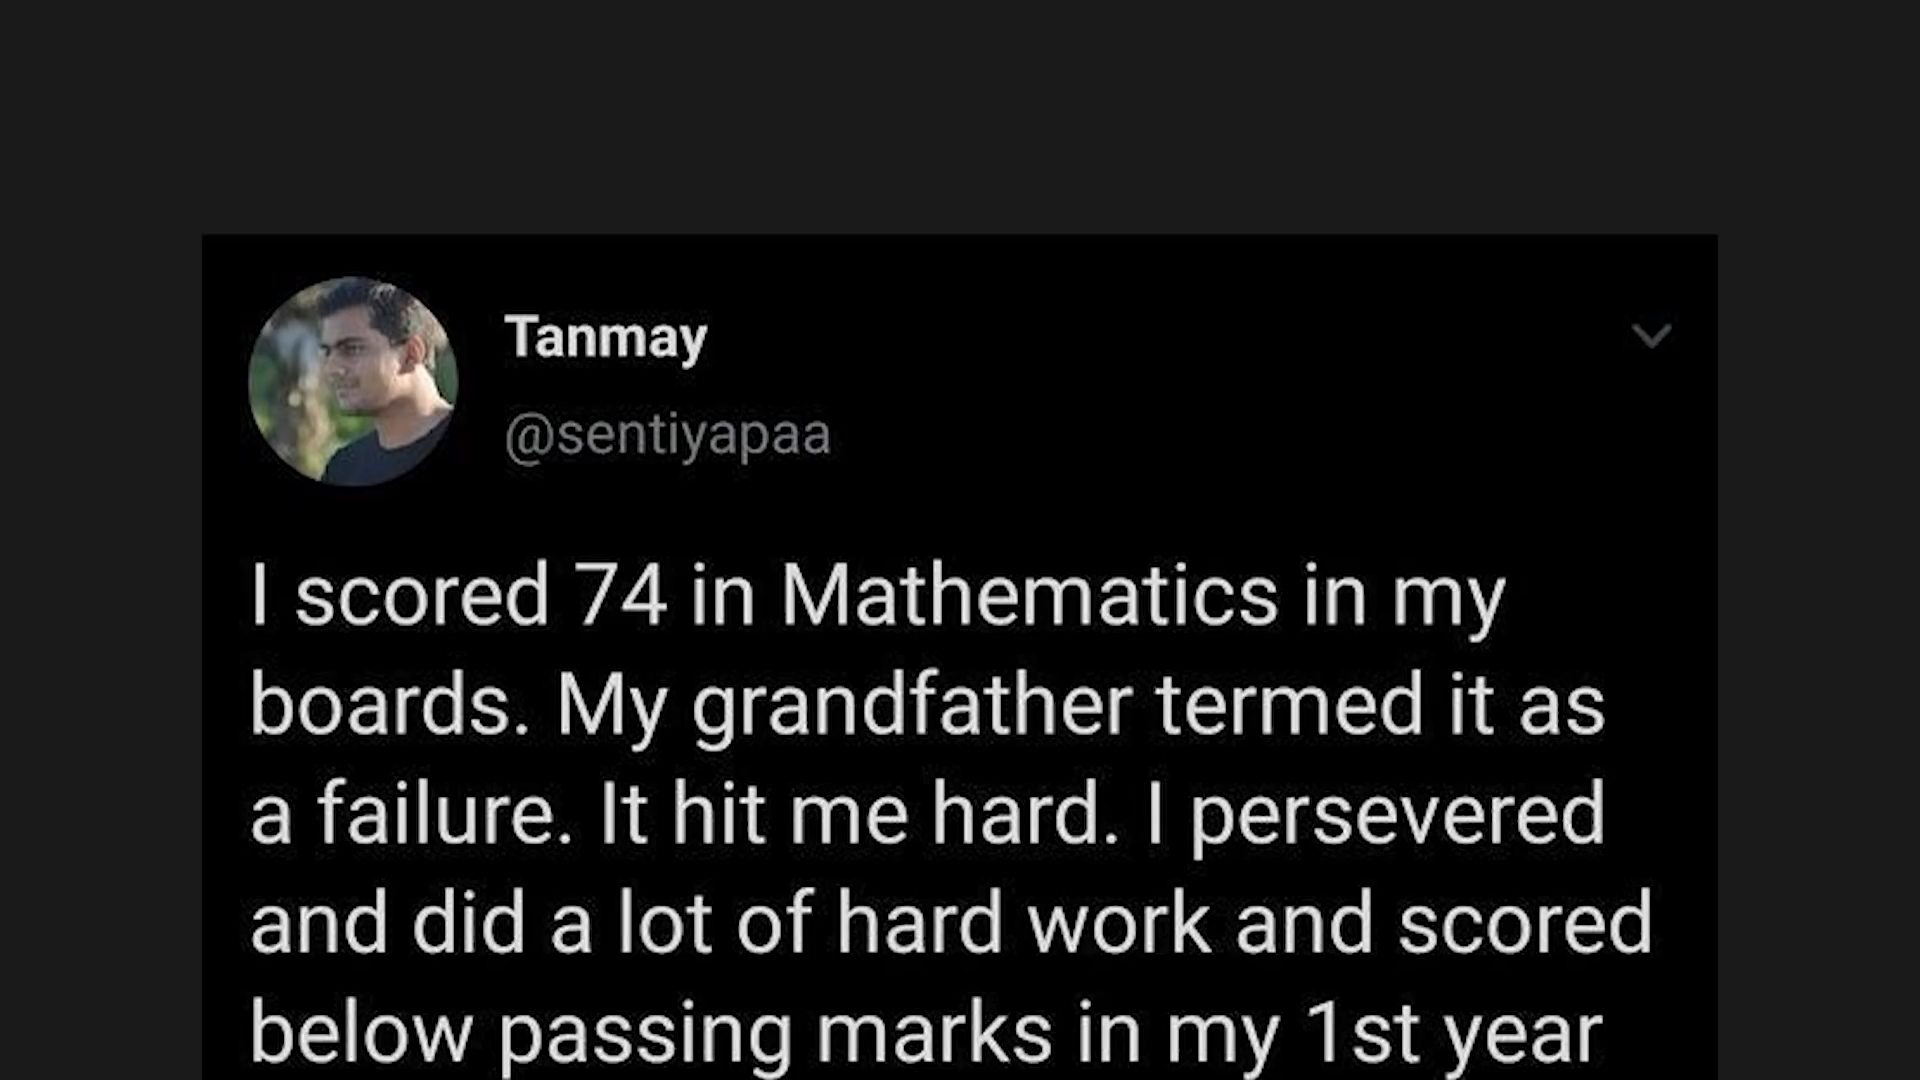 Tanmay
@sentiyapaa
I scored 74 in Mathematics in my
boards. My grandfather termed it as
a failure. It hit me hard. I persevered
and did a lot of hard work and scored
below passing marks in my 1st year